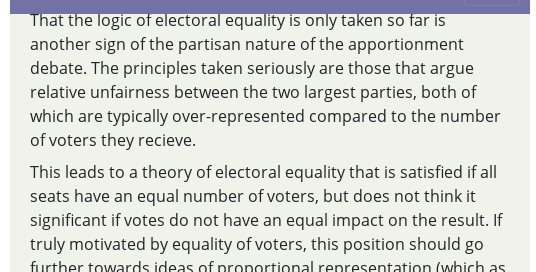 That the logic of electoral equality is only taken so far is
another sign of the partisan nature of the apportionment
debate. The principles taken seriously are those that argue
relative unfairness between the two largest parties, both of
which are typically over-represented compared to the number
of voters they recieve.
This leads to a theory of electoral equality that is satisfied if all
seats have an equal number of voters, but does not think it
significant if votes do not have an equal impact on the result. If
truly motivated by equality of voters, this position should go
further towards ideas of proportional representation (which as